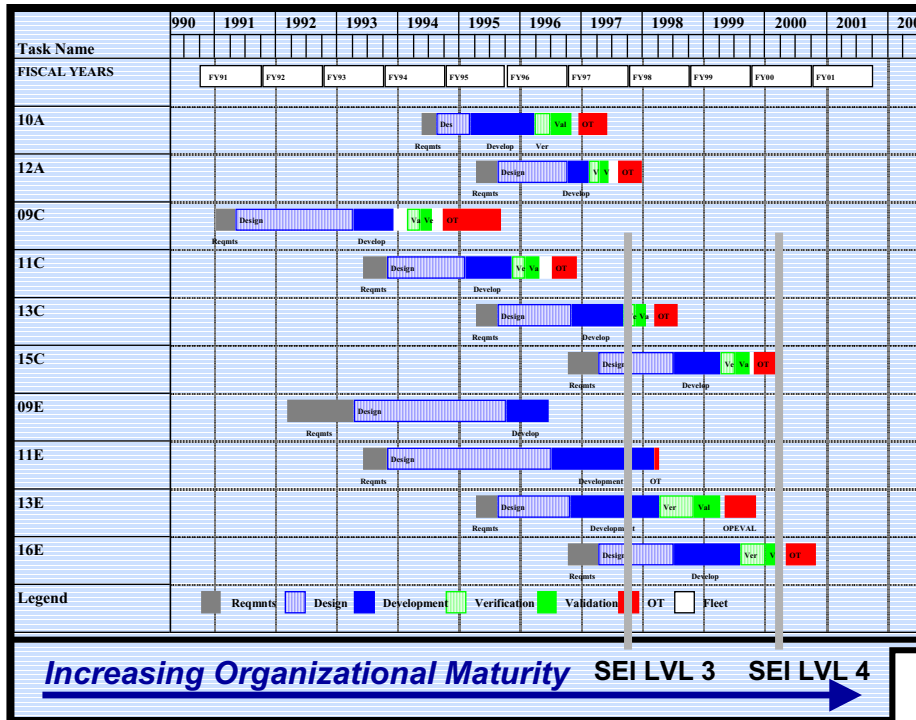 990 1991 1992 1993 1994 1995 1996 1997 1998 1999 2000 2001 200
Task Name
FISCAL YEARS FY91 FY92 FY93 FY94 FY95 FY96 FY97 FY98 FY99 FY00 FY01
10A Des Val OT
Reqmts Develop Ver
12A Design V V OT
Reqmts Develop
09C Design Va Ve OT
Reqmts Develop
11C Design Ve Va OT
Reqmts Develop
13C Design e Va OT
Reqmts Develop
15C Design Ve Va OT
Reqmts Develop
09E Design
Reqmts Develop
11E Design
Reqmts Development OT
13E Design Ver Val
Reqmts Development OPEVAL
16E Design Ver V OT
Reqmts Develop
Legend Reqmnts Design Development Verification Validation OT Fleet
Increasing Organizational Maturity SEI LVL 3 SEI LVL 4